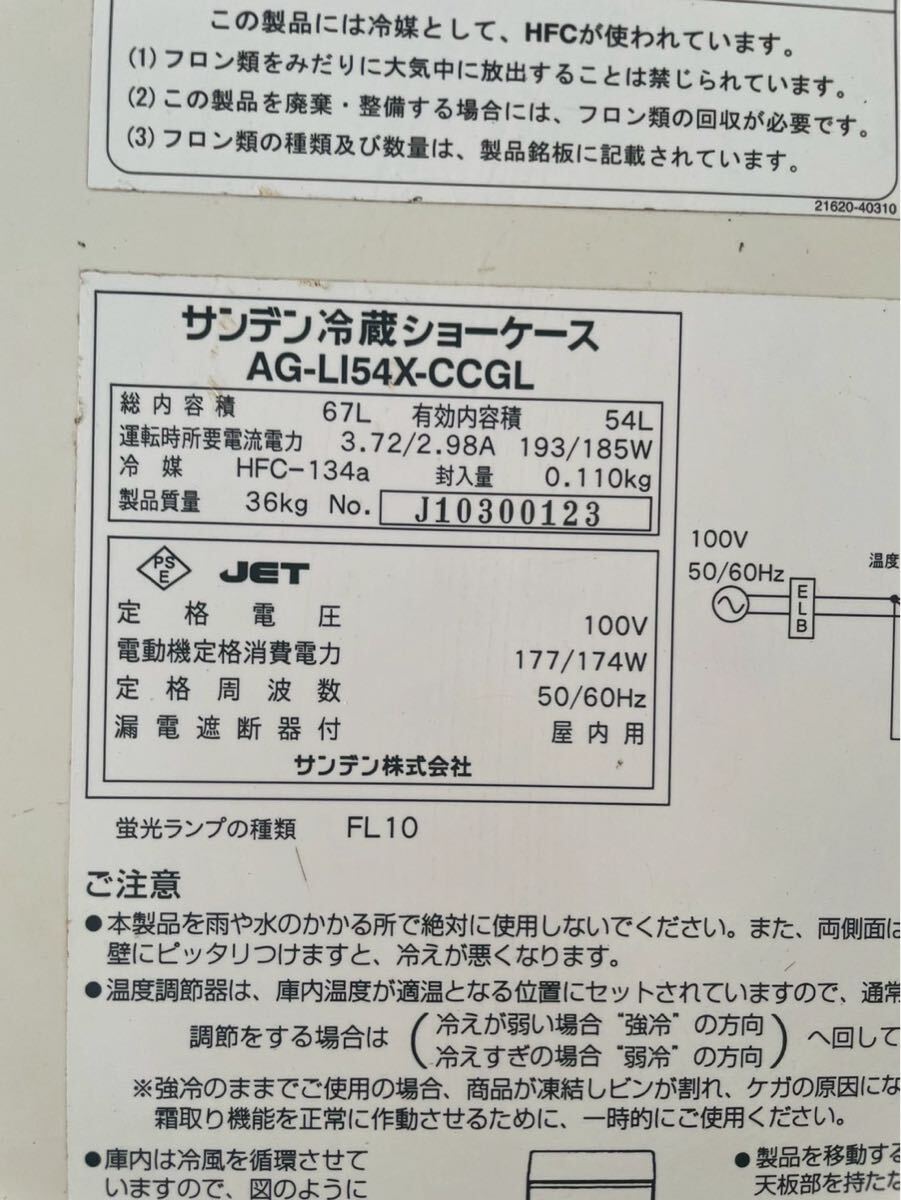 この製品には冷媒として、HFCが使われています。
(1) フロン類をみだりに大気中に放出することは禁じられています。
(2) この製品を廃棄・整備する場合には、フロン類の回収が必要です。
(3) フロン類の種類及び数量は、製品銘板に記載されています。
21620-40310
サンデン冷蔵ショーケース
AG-LI54X-CCGL
総内容積 67L 有効内容積 54L
運転時所要電流電力 3.72/2.98A 193/185W
冷媒 HFC-134a 封入量 0.110kg
製品質量 36kg No. J10300123
PSE JET
定格電圧 100V
電動機定格消費電力 177/174W
定格周波数 50/60Hz
漏電遮断器付 屋内用
サンデン株式会社
100V
50/60Hz
ELB
温度
蛍光ランプの種類 FL10
ご注意
●本製品を雨や水のかかる所で絶対に使用しないでください。また、両側面は
壁にピッタリつけますと、冷えが悪くなります。
●温度調節器は、庫内温度が適温となる位置にセットされていますので、通常
調節をする場合は (冷えが弱い場合 "強冷" の方向
冷えすぎの場合 "弱冷" の方向) へ回して
※強冷のままでご使用の場合、商品が凍結しビンが割れ、ケガの原因にな
霜取り機能を正常に作動させるために、一時的にご使用ください。
●庫内は冷風を循環させて
いますので、図のように
●製品を移動する
天板部を持たな